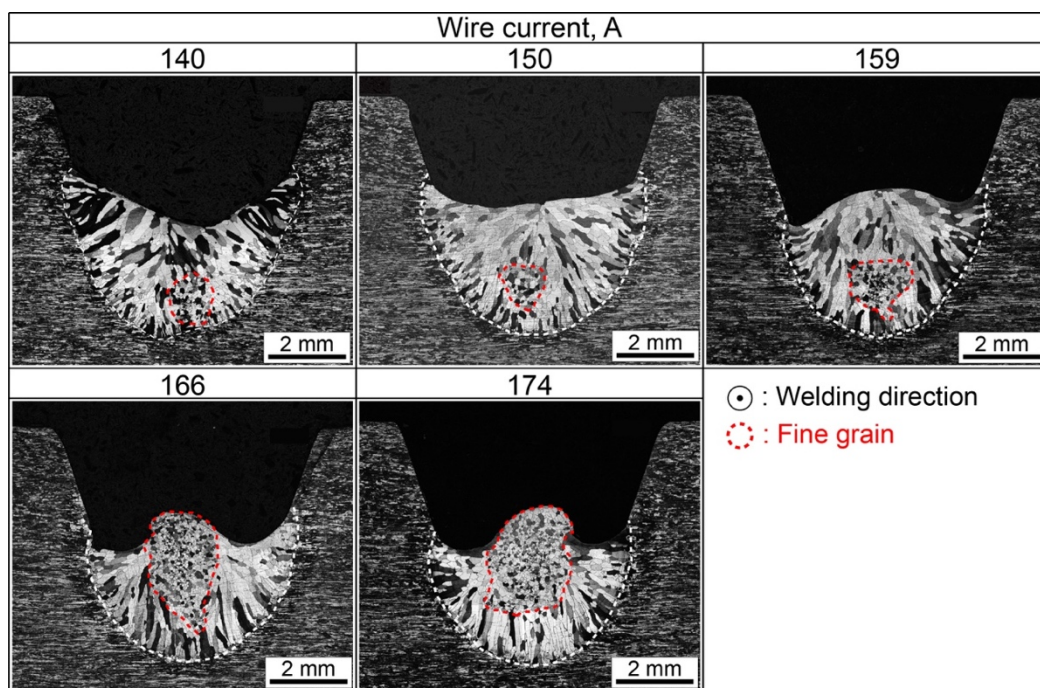 Wire current, A
140
150
159
2 mm
2 mm
2 mm
166
174
: Welding direction
: Fine grain
2 mm
2 mm